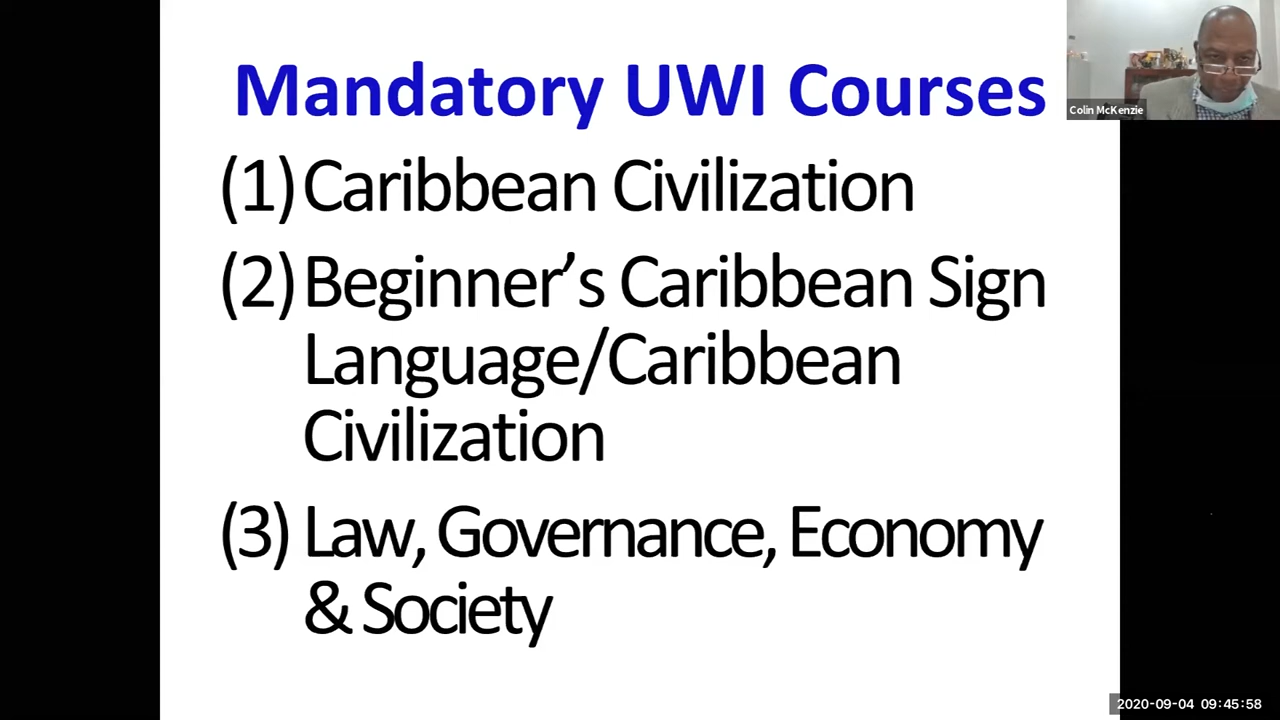 Mandatory UWI Courses
Colin McKenzie
(1) Caribbean Civilization
(2) Beginner’s Caribbean Sign
Language/Caribbean
Civilization
(3) Law, Governance, Economy
& Society
2020-09-04 09:45:58